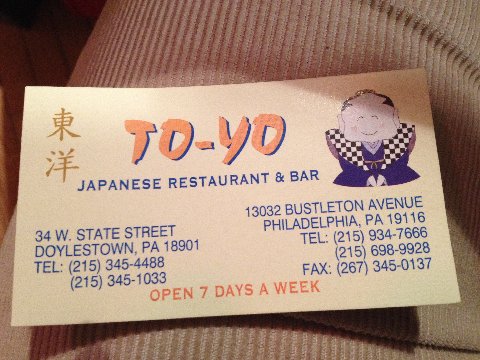 東洋
TO-YO
JAPANESE RESTAURANT & BAR
34 W. STATE STREET
DOYLESTOWN, PA 18901
TEL: (215) 345-4488
(215) 345-1033
13032 BUSTLETON AVENUE
PHILADELPHIA, PA 19116
TEL: (215) 934-7666
(215) 698-9928
FAX: (267) 345-0137
OPEN 7 DAYS A WEEK